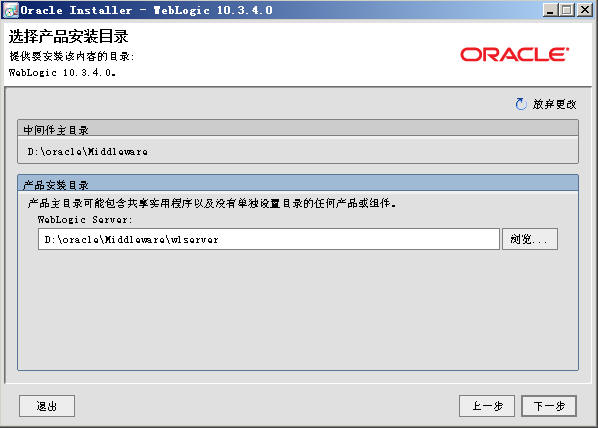 Oracle Installer - WebLogic 10.3.4.0
选择产品安装目录
提供要安装该内容的目录:
WebLogic 10.3.4.0。
ORACLE
放弃更改
中间件主目录
D:\oracle\Middleware
产品安装目录
产品主目录可能包含共享实用程序以及没有单独设置目录的任何产品或组件。
WebLogic Server:
D:\oracle\Middleware\wlserver
浏览...
退出
上一步
下一步